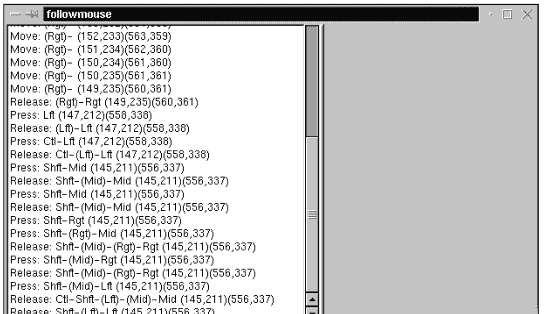 followmouse
Move: (Rgt)- (152,233)(563,359)
Move: (Rgt)- (151,234)(562,360)
Move: (Rgt)- (150,234)(561,360)
Move: (Rgt)- (150,235)(561,361)
Move: (Rgt)- (149,235)(560,361)
Release: (Rgt)-Rgt (149,235)(560,361)
Press: Lft (147,212)(558,338)
Release: (Lft)-Lft (147,212)(558,338)
Press: Ctl-Lft (147,212)(558,338)
Release: Ctl-(Lft)-Lft (147,212)(558,338)
Press: Shft-Mid (145,211)(556,337)
Release: Shft-(Mid)-Mid (145,211)(556,337)
Press: Shft-Mid (145,211)(556,337)
Release: Shft-(Mid)-Mid (145,211)(556,337)
Press: Shft-Rgt (145,211)(556,337)
Press: Shft-(Rgt)-Mid (145,211)(556,337)
Release: Shft-(Mid)-(Rgt)-Rgt (145,211)(556,337)
Press: Shft-(Mid)-Rgt (145,211)(556,337)
Release: Shft-(Mid)-(Rgt)-Rgt (145,211)(556,337)
Press: Shft-(Mid)-Lft (145,211)(556,337)
Release: Ctl-Shft-(Lft)-(Mid)-Mid (145,211)(556,337)
Release: Shft-(Lft)-Lft (145,211)(556,337)